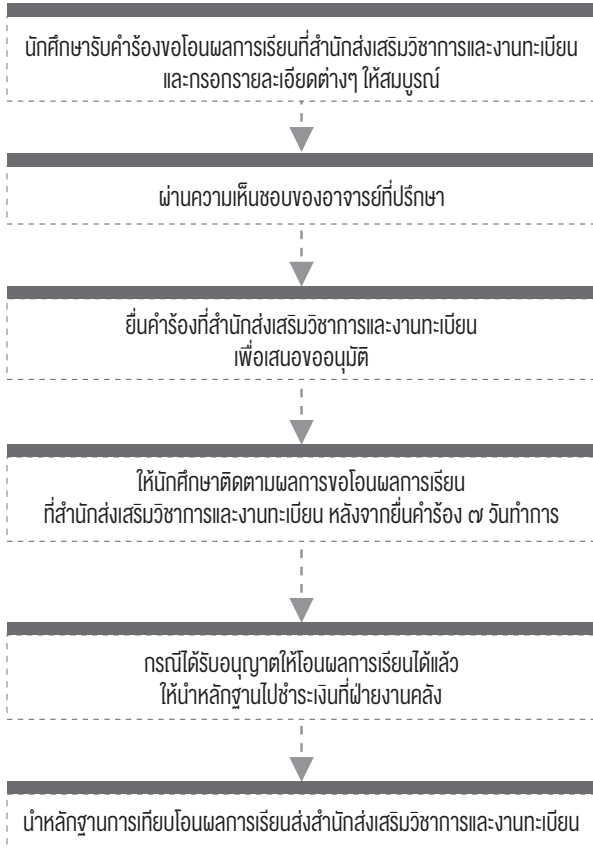 นักศึกษารับคำร้องขอโอนผลการเรียนที่สำนักส่งเสริมวิชาการและงานทะเบียน
และกรอกรายละเอียดต่างๆ ให้สมบูรณ์
ผ่านความเห็นชอบของอาจารย์ที่ปรึกษา
ยื่นคำร้องที่สำนักส่งเสริมวิชาการและงานทะเบียน
เพื่อเสนอขออนุมัติ
ให้นักศึกษาติดตามผลการขอโอนผลการเรียน
ที่สำนักส่งเสริมวิชาการและงานทะเบียน หลังจากยื่นคำร้อง ๗ วันทำการ
กรณีได้รับอนุญาตให้โอนผลการเรียนได้แล้ว
ให้นำหลักฐานไปชำระเงินที่ฝ่ายงานคลัง
นำหลักฐานการเทียบโอนผลการเรียนส่งสำนักส่งเสริมวิชาการและงานทะเบียน